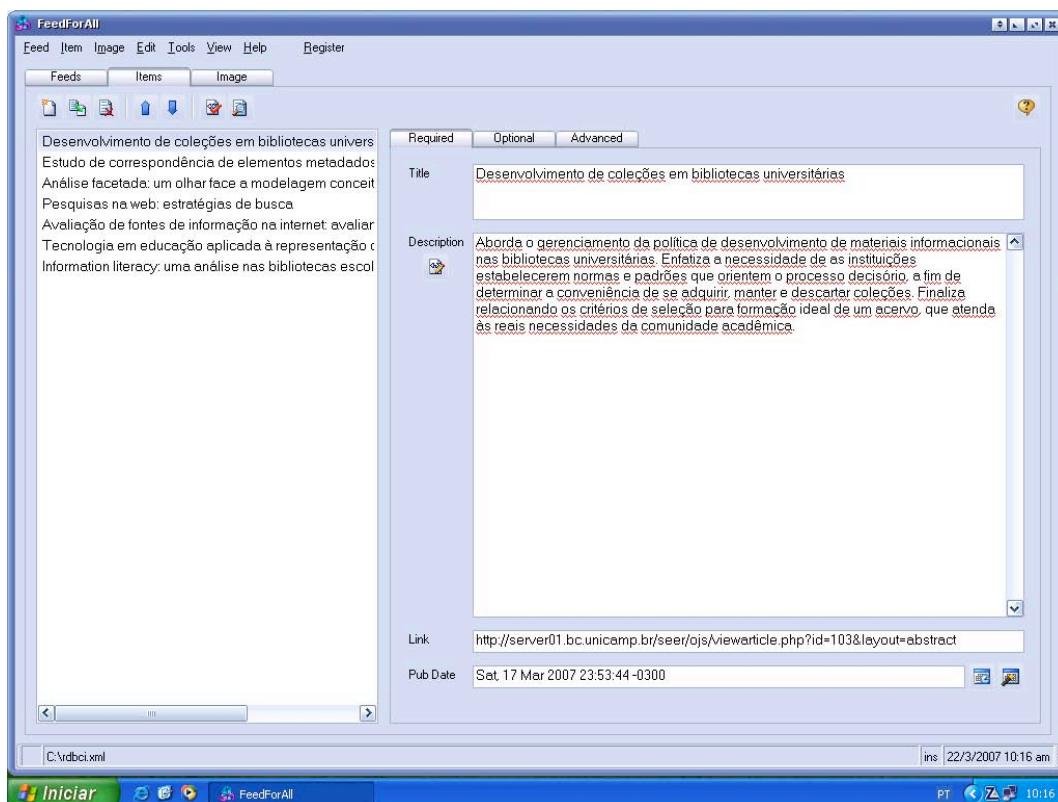 FeedForAll
Feed Item Image Edit Tools View Help Register
Feeds Items Image
Desenvolvimento de coleções em bibliotecas univers
Estudo de correspondência de elementos metadados
Análise facetada: um olhar face a modelagem conceit
Pesquisas na web: estratégias de busca
Avaliação de fontes de informação na internet: avaliar
Tecnologia em educação aplicada à representação
Information literacy: uma análise nas bibliotecas escol
Required Optional Advanced
Title
Desenvolvimento de coleções em bibliotecas universitárias
Description
Aborda o gerenciamento da política de desenvolvimento de materiais informacionais
nas bibliotecas universitárias. Enfatiza a necessidade de as instituições
estabelecerem normas e padrões que orientem o processo decisório, a fim de
determinar a conveniência de se adquirir, manter e descartar coleções. Finaliza
relacionando os critérios de seleção para formação ideal de um acervo, que atenda
às reais necessidades da comunidade acadêmica.
Link
http://server01.bc.unicamp.br/seer/ojs/viewarticle.php?id=103&layout=abstract
Pub Date
Sat, 17 Mar 2007 23:53:44 -0300
C:\rdbci.xml
ins 22/3/2007 10:16 am
Iniciar FeedForAll PT 10:16